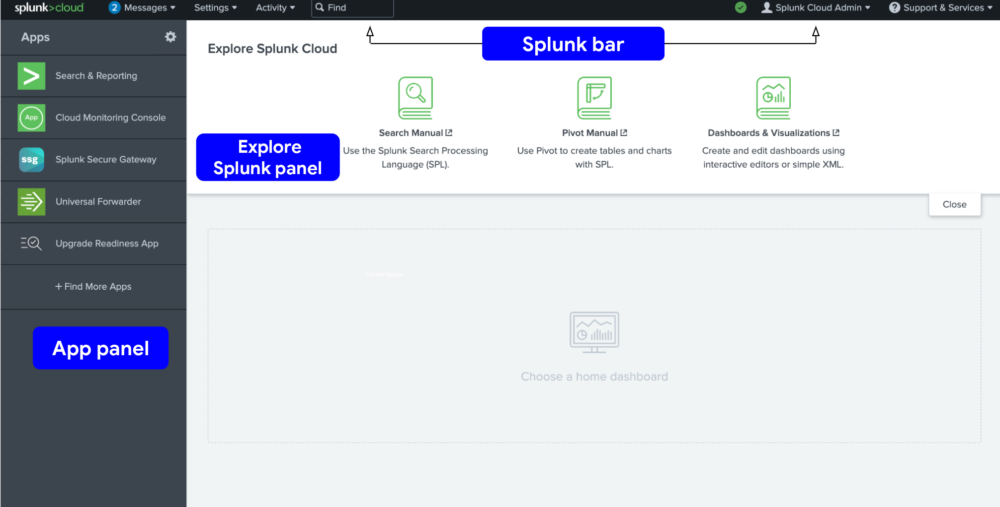 splunk>cloud 2 Messages Settings Activity Find Splunk Cloud Admin ? Support & Services
Apps
Search & Reporting
App Cloud Monitoring Console
ssg Splunk Secure Gateway
Universal Forwarder
Upgrade Readiness App
+ Find More Apps
App panel
Splunk bar
Explore Splunk Cloud
Explore
Splunk panel
Search Manual
Use the Splunk Search Processing
Language (SPL).
Pivot Manual
Use Pivot to create tables and charts
with SPL.
Dashboards & Visualizations
Create and edit dashboards using
interactive editors or simple XML.
Close
Lorem Ipsum
Choose a home dashboard